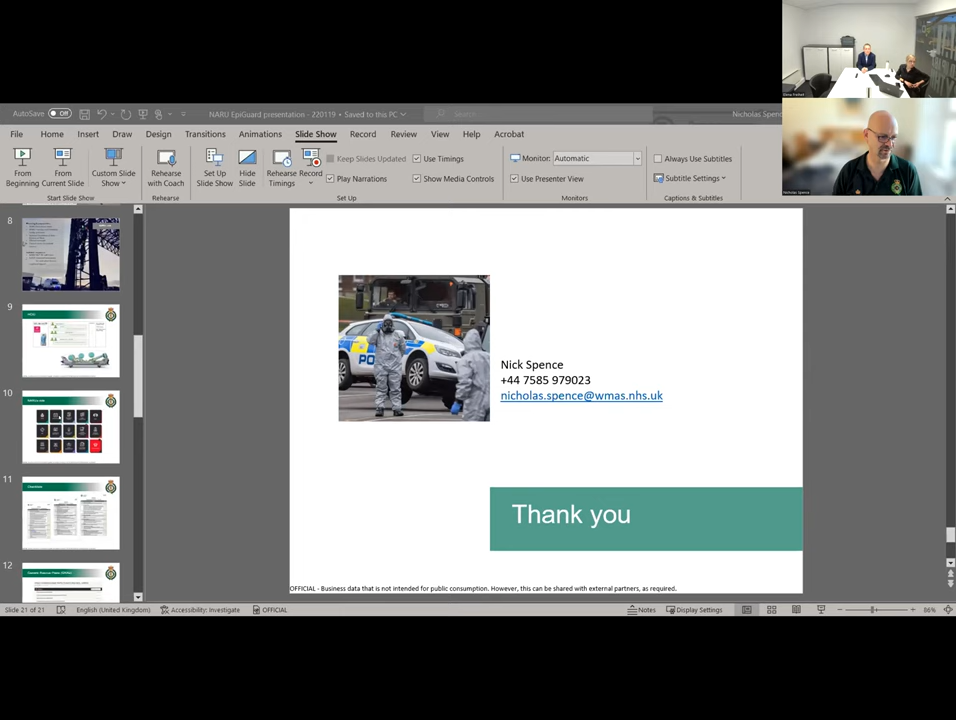 AutoSave Off
NARU EpiGuard presentation - 220119 • Saved to this PC
Search
Nicholas Spenc
File Home Insert Draw Design Transitions Animations Slide Show Record Review View Help Acrobat
From Beginning
From Current Slide
Custom Slide Show
Rehearse with Coach
Set Up Slide Show
Hide Slide
Rehearse Timings
Record
Keep Slides Updated
Use Timings
Play Narrations
Show Media Controls
Monitor: Automatic
Use Presenter View
Always Use Subtitles
Subtitle Settings
Start Slide Show
Rehearse
Set Up
Monitors
Captions & Subtitles
8
9
10
11
Checklists
12
PO
Nick Spence
+44 7585 979023
nicholas.spence@wmas.nhs.uk
Thank you
OFFICIAL - Business data that is not intended for public consumption. However, this can be shared with external partners, as required.
Slide 21 of 21
English (United Kingdom)
Accessibility: Investigate
OFFICIAL
Notes
Display Settings
86%
Nicholas Spence